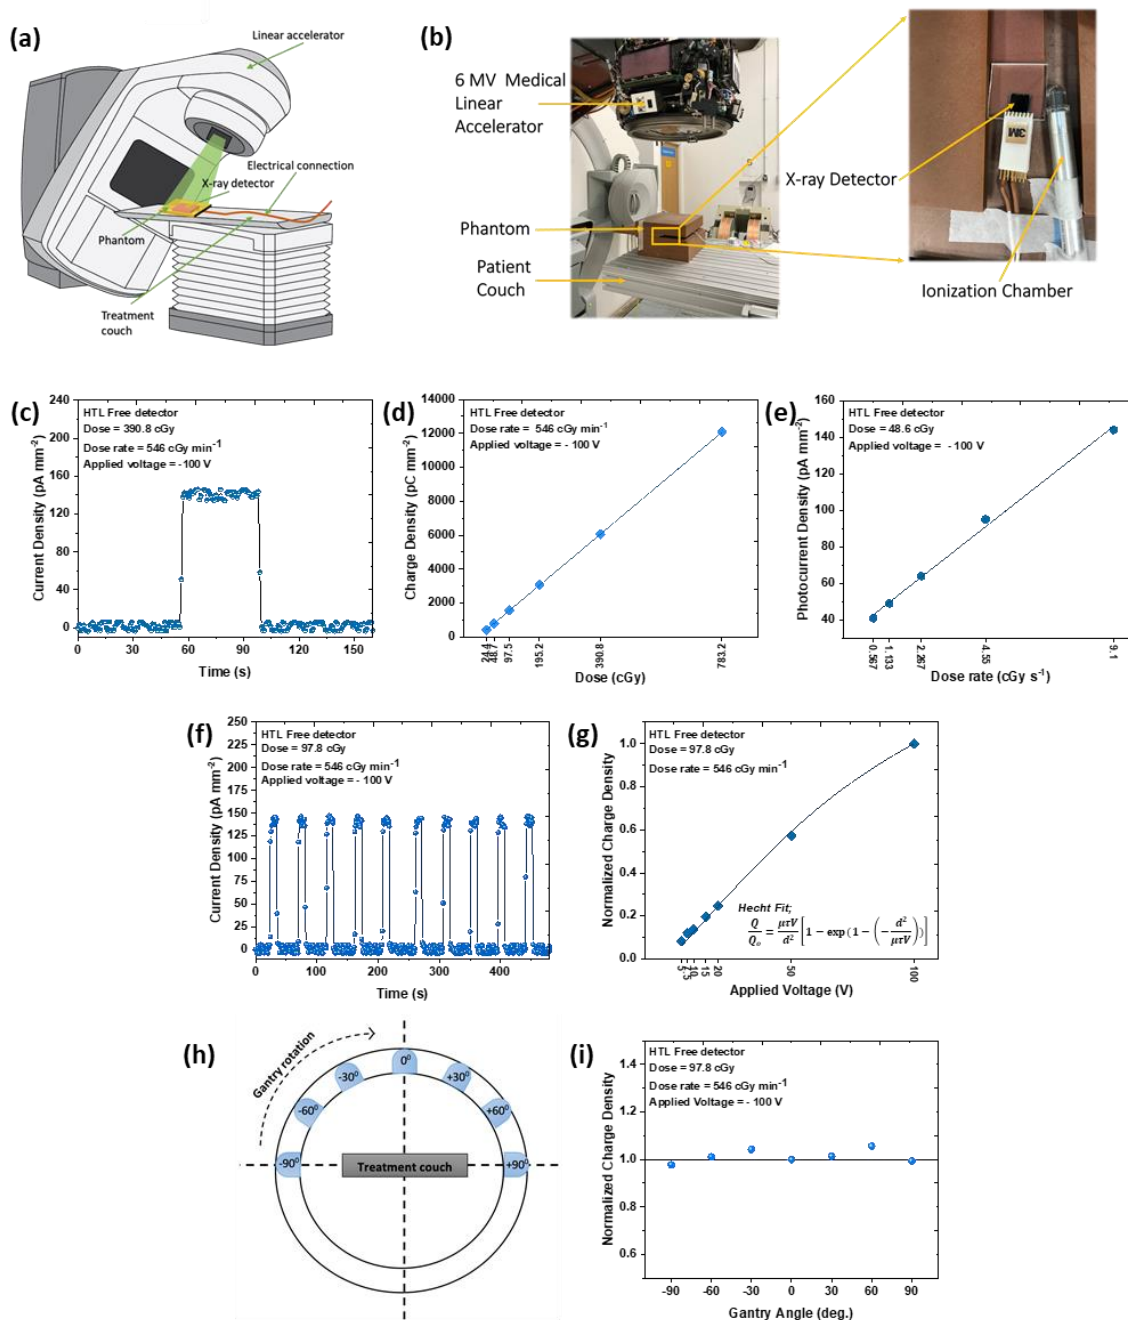 (a)
Linear accelerator
Electrical connection
X-ray detector
Phantom
Treatment
couch
(b)
6 MV Medical
Linear
Accelerator
Phantom
Patient
Couch
X-ray Detector
3M
Ionization Chamber
(c)
HTL Free detector
Dose = 390.8 cGy
Dose rate = 546 cGy min⁻¹
Applied voltage = -100 V
Current Density (pA mm⁻²)
240
200
160
120
80
40
0
0 30 60 90 120 150
Time (s)
(d)
HTL Free detector
Dose rate = 546 cGy min⁻¹
Applied voltage = - 100 V
Charge Density (pC mm⁻²)
14000
12000
10000
8000
6000
4000
2000
0
24.4 48.7 97.5 195.2 390.8 783.2
Dose (cGy)
(e)
HTL Free detector
Dose = 48.6 cGy
Applied voltage = - 100 V
Photocurrent Density (pA mm⁻²)
160
140
120
100
80
60
40
0.567 1.133 2.267 4.55 9.1
Dose rate (cGy s⁻¹)
(f)
HTL Free detector
Dose = 97.8 cGy
Dose rate = 546 cGy min⁻¹
Applied voltage = - 100 V
Current Density (pA mm⁻²)
250
225
200
175
150
125
100
75
50
25
0
0 100 200 300 400
Time (s)
(g)
HTL Free detector
Dose = 97.8 cGy
Dose rate = 546 cGy min⁻¹
Normalized Charge Density
1.0
0.8
0.6
0.4
0.2
0.0
Hecht Fit;
Q/Qₒ = μτV/d² [1 − exp(1 − (−d²/μτV))]
5 7.5 10 15 20 50 100
Applied Voltage (V)
(h)
Gantry rotation
0⁰
-30⁰
+30⁰
-60⁰
+60⁰
-90⁰
Treatment couch
+90⁰
(i)
HTL Free detector
Dose = 97.8 cGy
Dose rate = 546 cGy min⁻¹
Applied Voltage = - 100 V
Normalized Charge Density
1.4
1.2
1.0
0.8
0.6
-90 -60 -30 0 30 60 90
Gantry Angle (deg.)